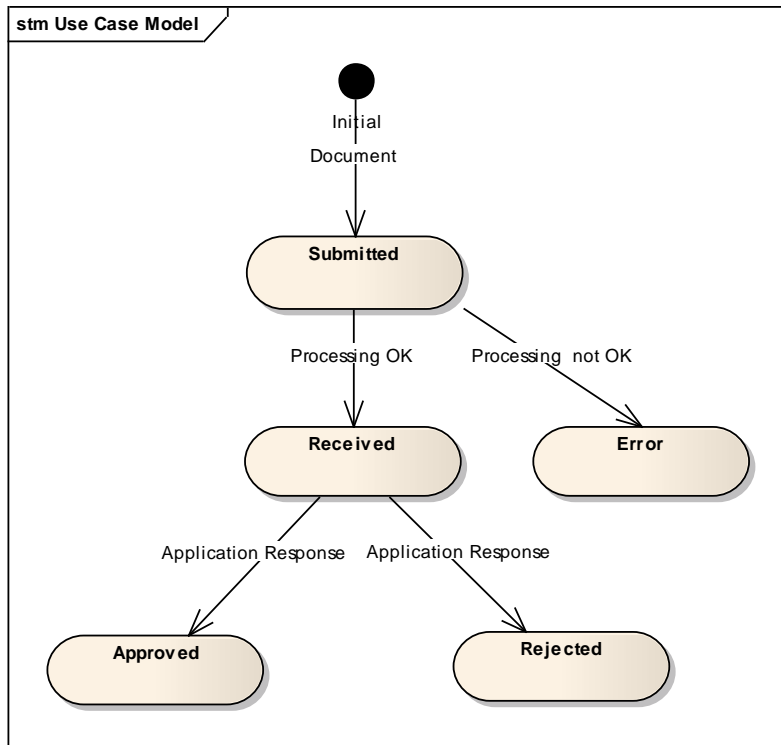 stm Use Case Model
Initial
Document
Submitted
Processing OK
Processing not OK
Received
Error
Application Response
Application Response
Approved
Rejected